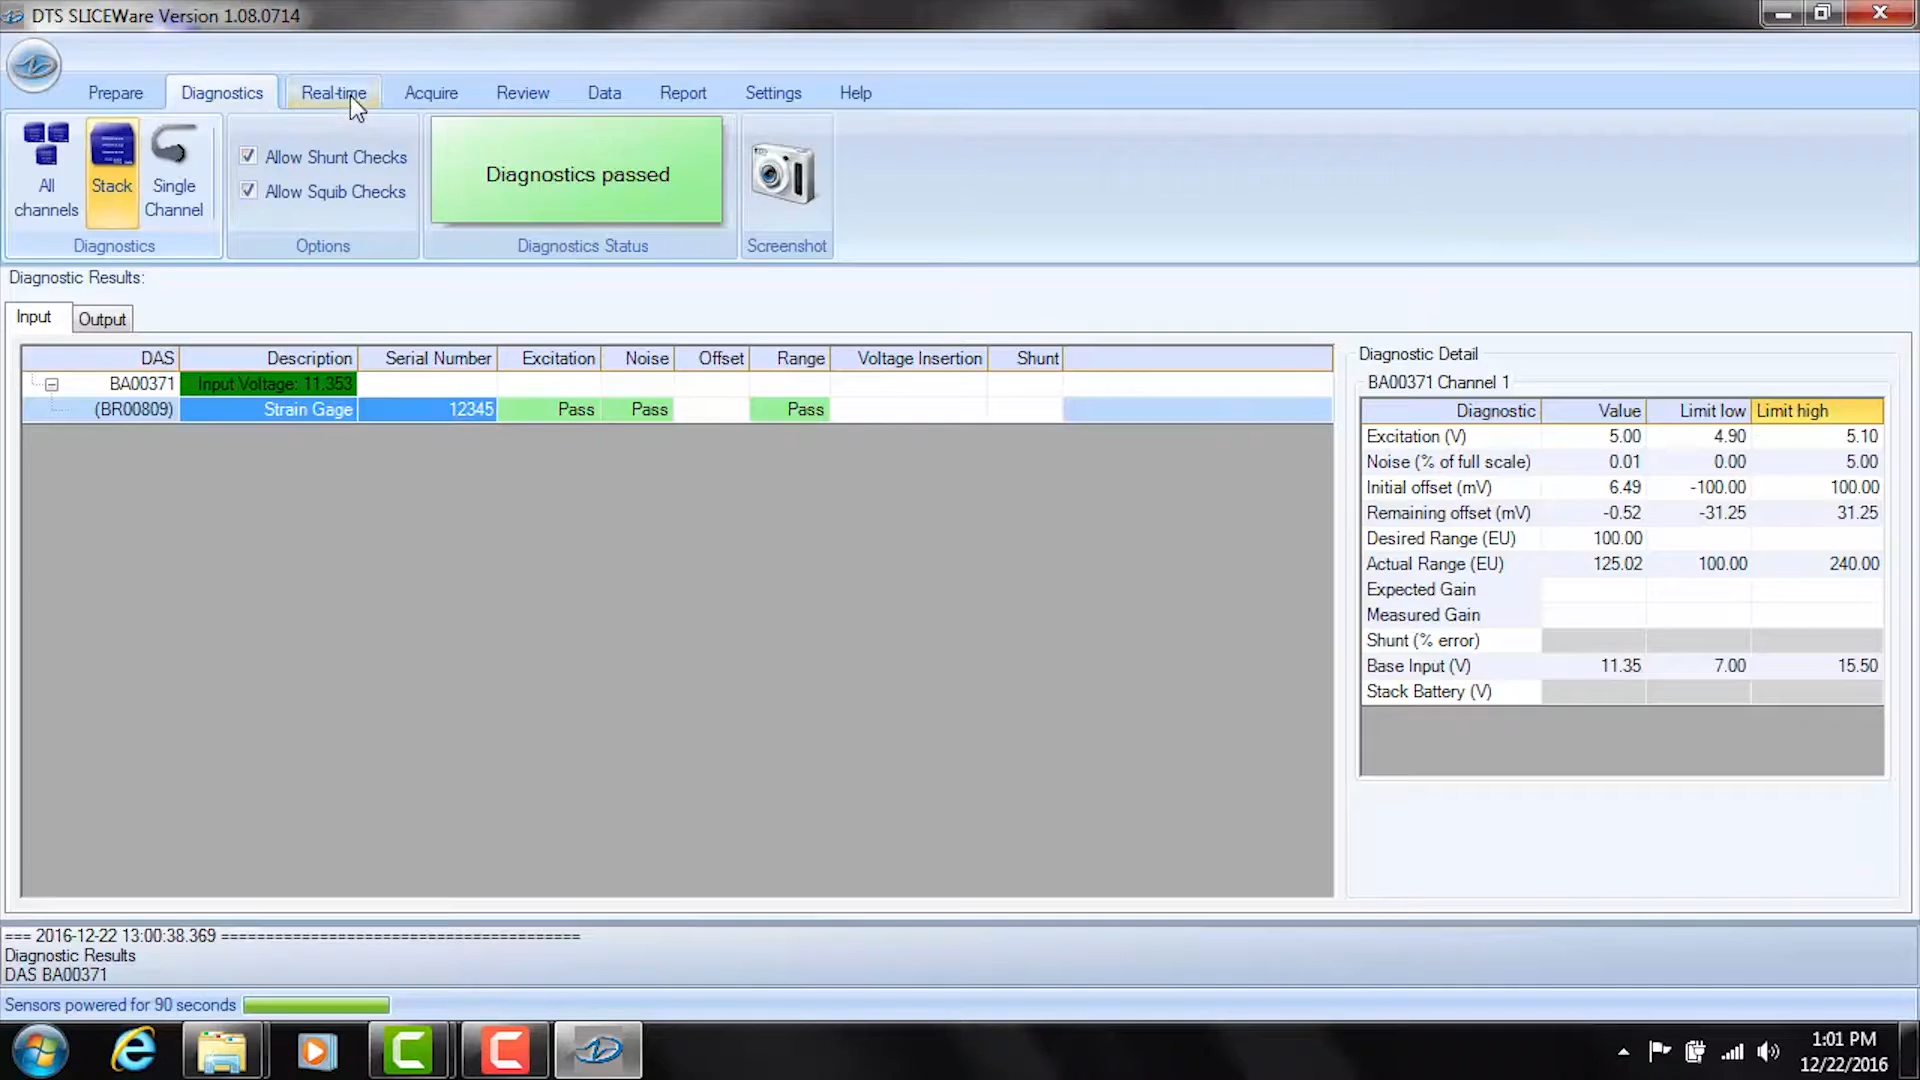 DTS SLICEWare Version 1.08.0714
Prepare Diagnostics Real-time Acquire Review Data Report Settings Help
All channels Stack Single Channel
Diagnostics
Allow Shunt Checks
Allow Squib Checks
Options
Diagnostics passed
Diagnostics Status
Screenshot
Diagnostic Results:
Input Output
DAS Description Serial Number Excitation Noise Offset Range Voltage Insertion Shunt
BA00371 Input Voltage: 11.353
(BR00809) Strain Gage 12345 Pass Pass Pass
Diagnostic Detail
BA00371 Channel 1
Diagnostic Value Limit low Limit high
Excitation (V) 5.00 4.90 5.10
Noise (% of full scale) 0.01 0.00 5.00
Initial offset (mV) 6.49 -100.00 100.00
Remaining offset (mV) -0.52 -31.25 31.25
Desired Range (EU) 100.00
Actual Range (EU) 125.02 100.00 240.00
Expected Gain
Measured Gain
Shunt (% error)
Base Input (V) 11.35 7.00 15.50
Stack Battery (V)
=== 2016-12-22 13:00:38.369 =======================================
Diagnostic Results
DAS BA00371
Sensors powered for 90 seconds
1:01 PM
12/22/2016